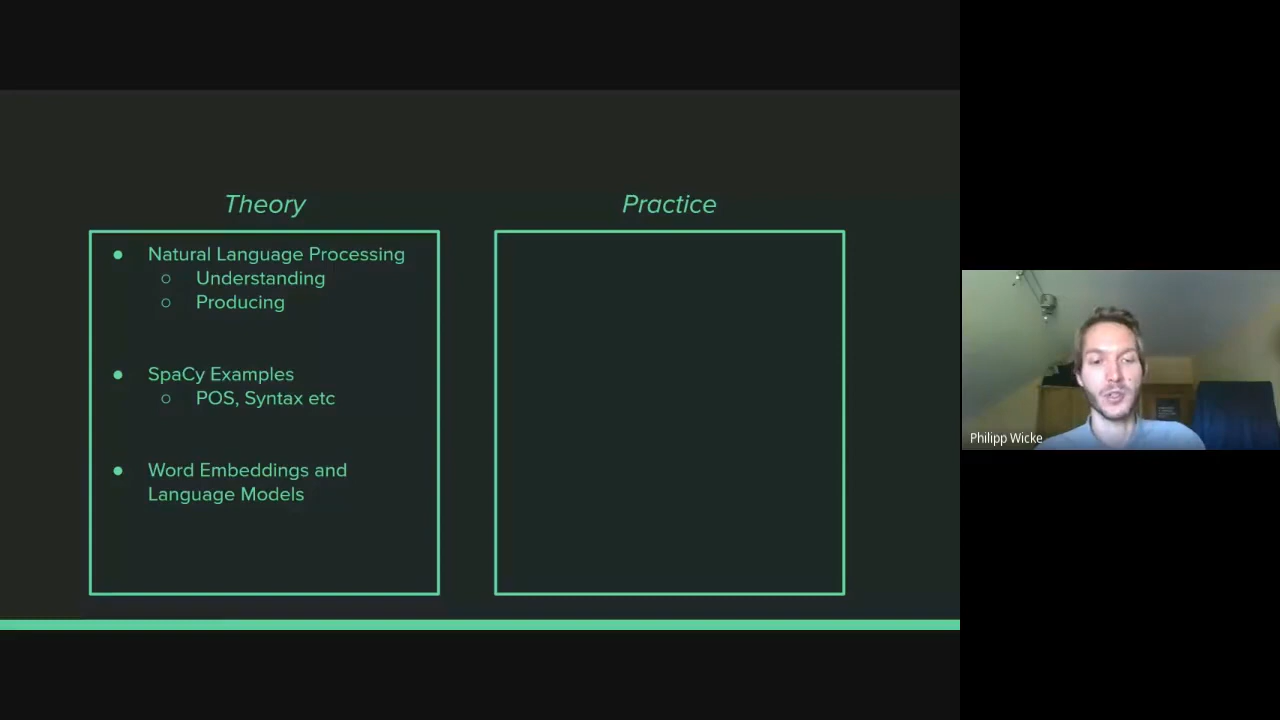 Theory
Natural Language Processing
Understanding
Producing
SpaCy Examples
POS, Syntax etc
Word Embeddings and
Language Models
Practice
Philipp Wicke